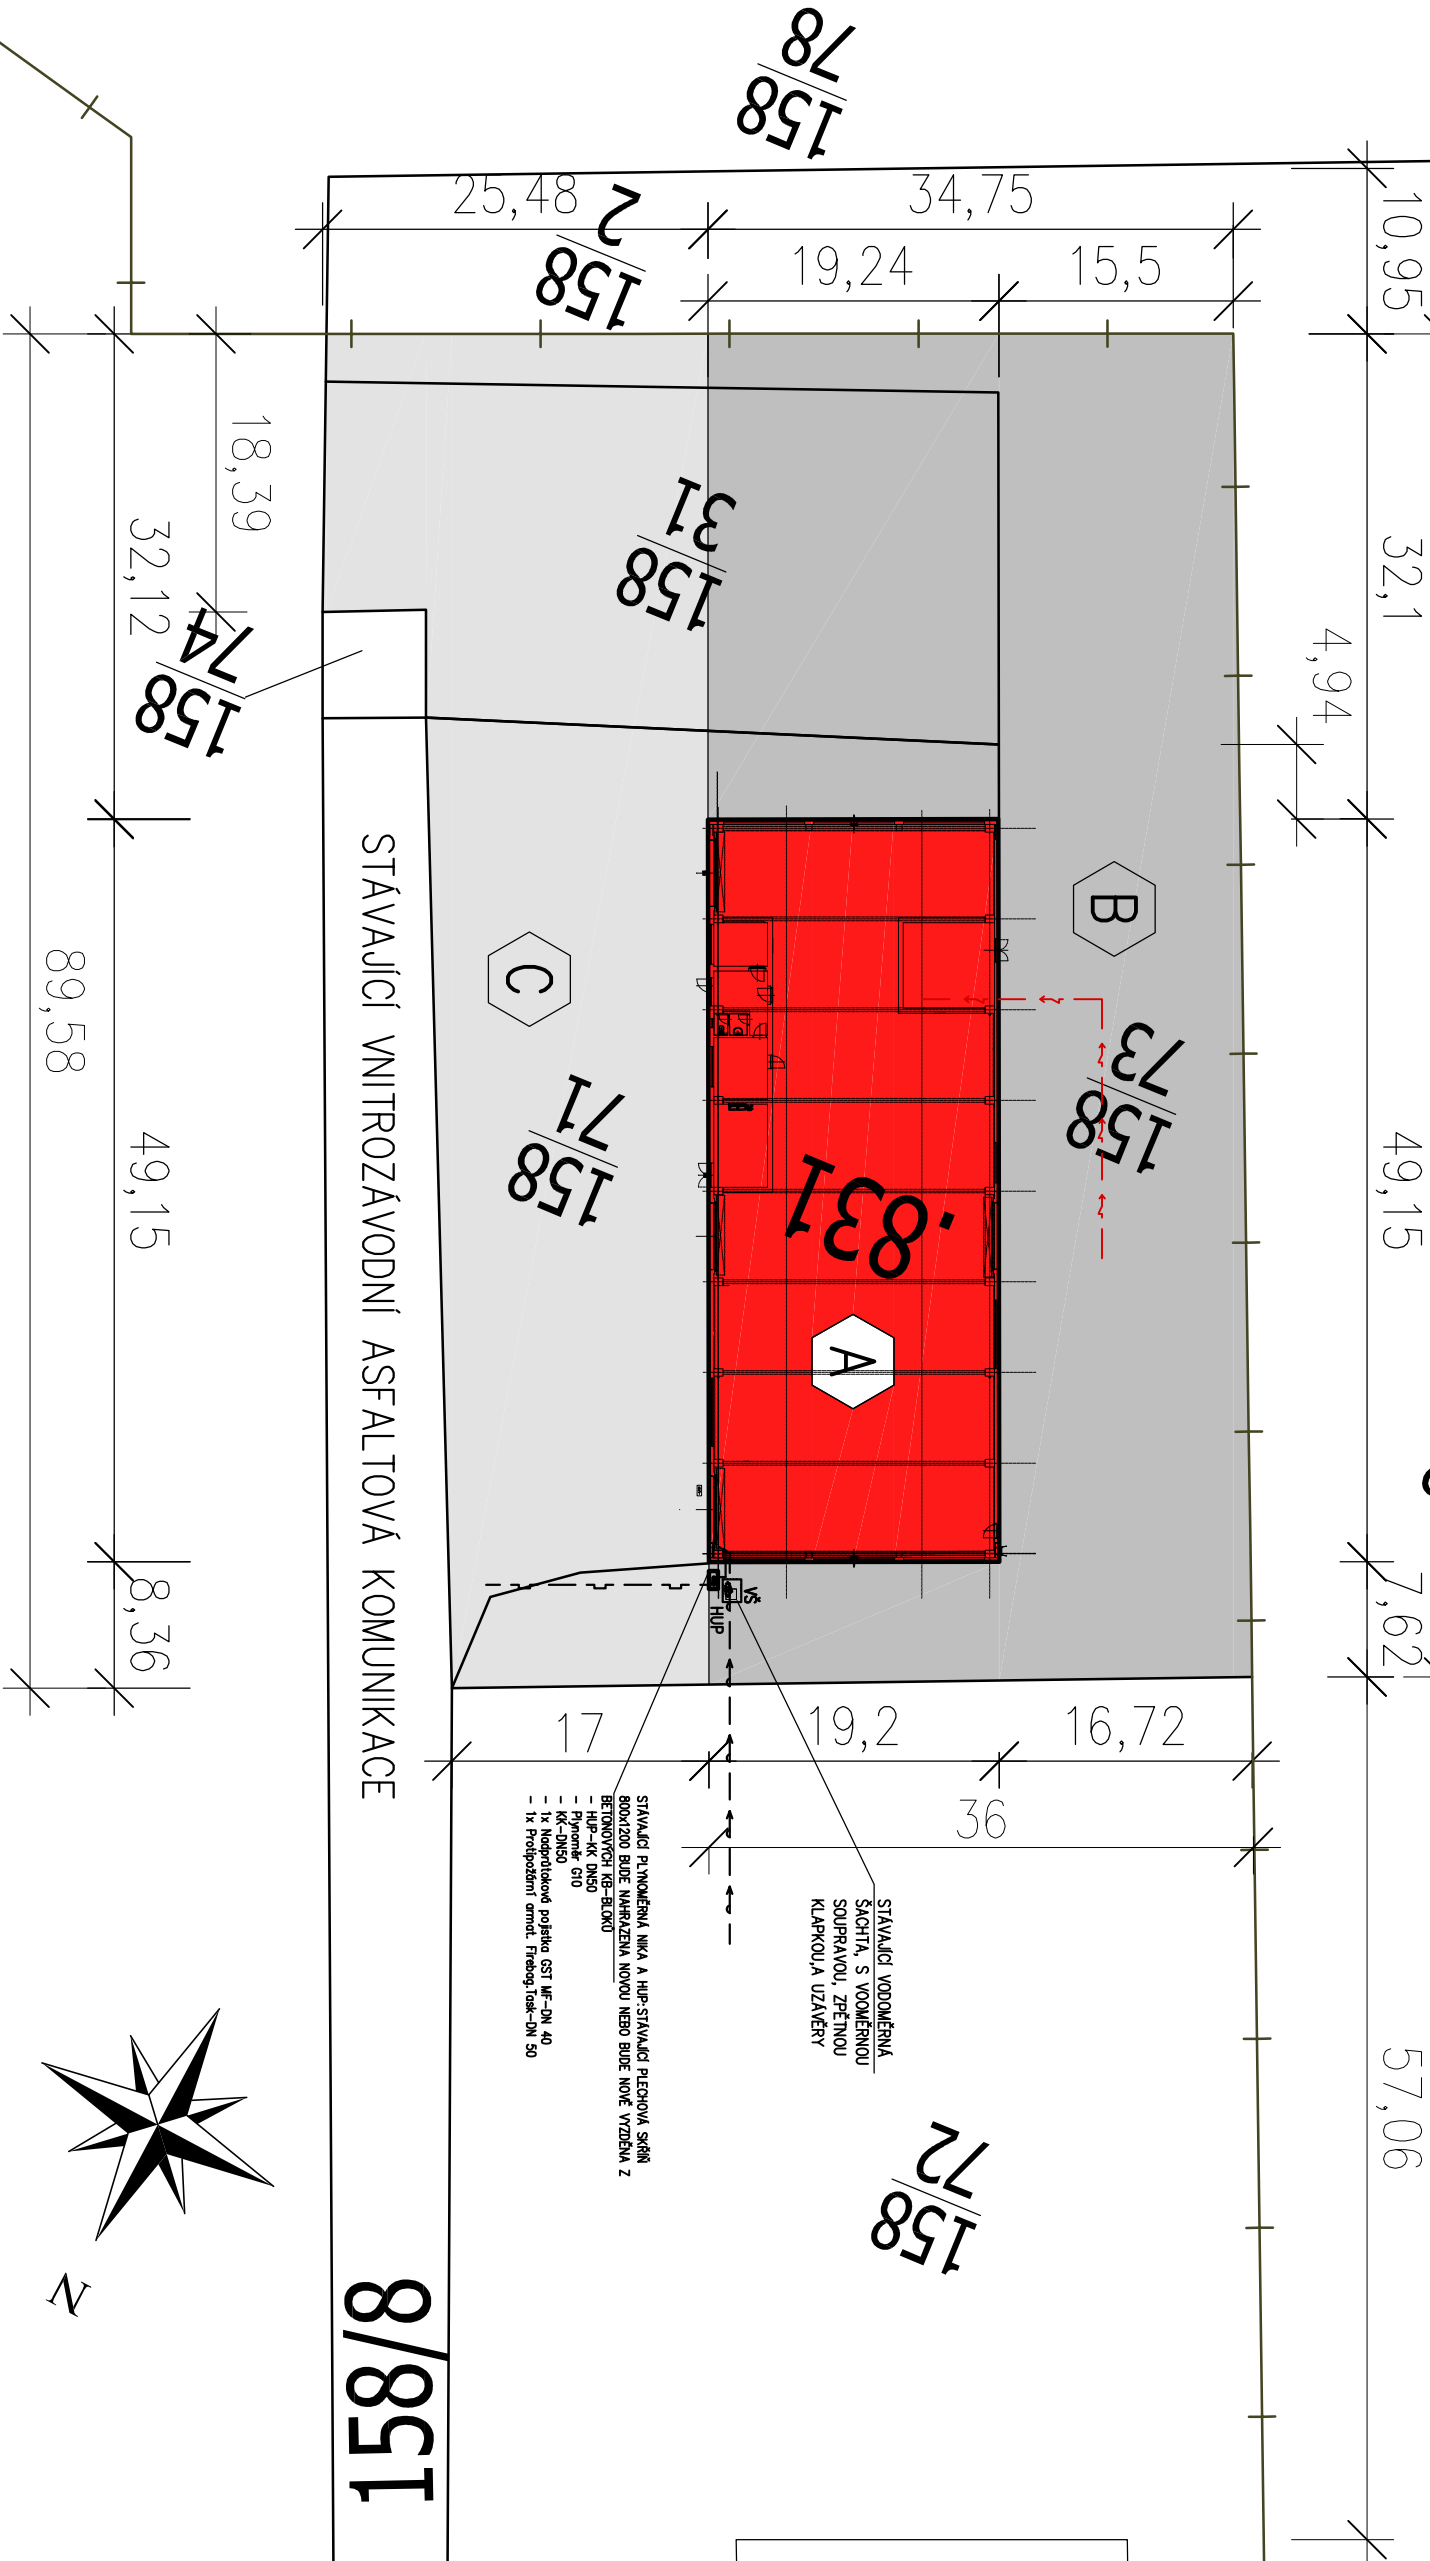 158
78
25,48
34,75
158
2
19,24
15,5
10,95
18,39
32,12
32,1
4,94
158
31
158
74
STÁVAJÍCÍ VNITROZÁVODNÍ ASFALTOVÁ KOMUNIKACE
B
C
158
73
158
71
.831
A
89,58
49,15
49,15
8,36
7,62
VŠ
HUP
17
19,2
16,72
36
STÁVAJÍCÍ PLYNOMĚRNÁ NIKA A HUP:STÁVAJÍCÍ PLECHOVÁ SKŘÍŇ
800x1200 BUDE NAHRAZENA NOVOU NEBO BUDE NOVĚ VYZDĚNA Z
BETONOVÝCH KB-BLOKŮ
- HUP-KK DN50
- Plynoměr G10
- KK-DN50
- 1x Nadprůtoková pojistka GST MF-DN 40
- 1x Protipožární armat. Firebag.Task-DN 50
STÁVAJÍCÍ VODOMĚRNÁ
ŠACHTA, S VOOMĚRNOU
SOUPRAVOU, ZPĚTNOU
KLAPKOU,A UZÁVĚRY
57,06
158
72
N
158/8